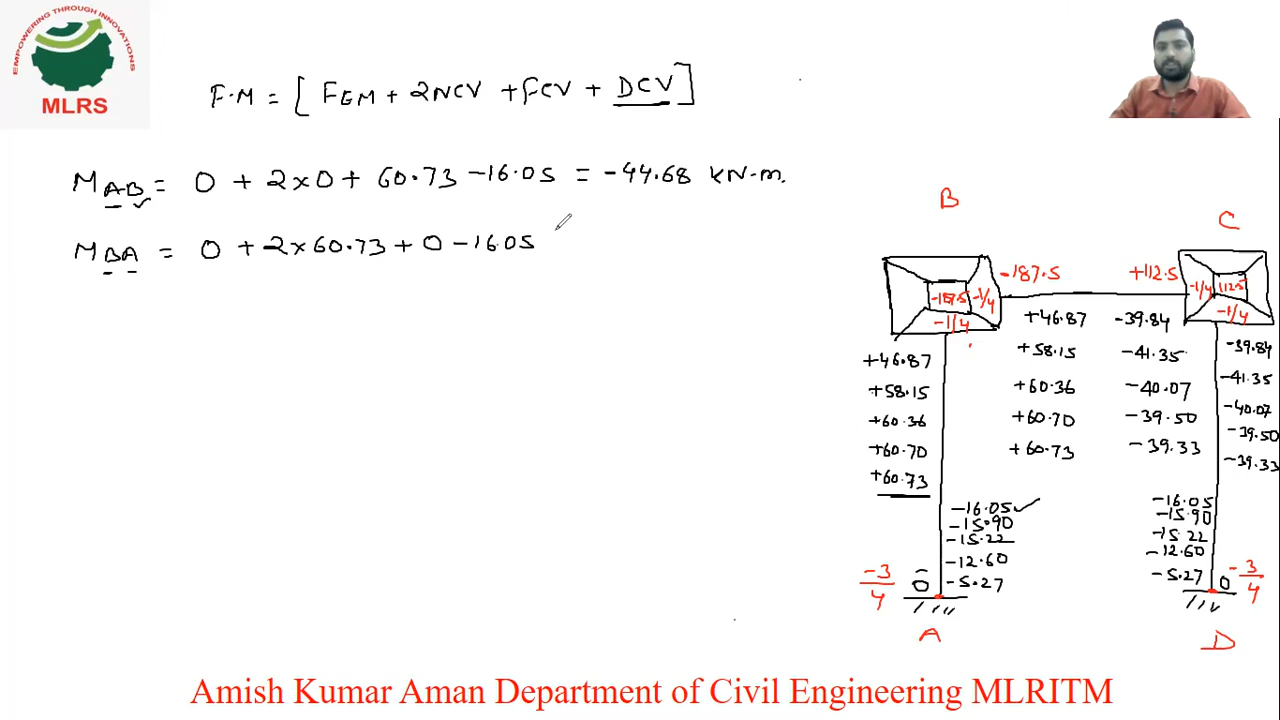 EMPOWERING THROUGH INNOVATIONS
MLRS
F.M = [ FEM + 2NCV + FCV + DCV ]
MAB = 0 + 2×0 + 60.73 -16.05 = -44.68 kN-m.
MBA = 0 + 2×60.73 + 0 -16.05
B
C
-187.5 +112.5
-187.5 -1/4 -1/4 112.5
-1/4 -1/4
+46.87 -39.84
+46.87 +58.15 -41.35 -39.84
+58.15 +60.36 -40.07 -41.35
+60.36 +60.70 -39.50 -40.07
+60.70 +60.73 -39.33 -39.50
+60.73 -39.33
-16.05 -16.05
-15.90 -15.90
-15.22 -15.22
-12.60 -12.60
-3/4 0 -5.27 -5.27 0 -3/4
A D
Amish Kumar Aman Department of Civil Engineering MLRITM